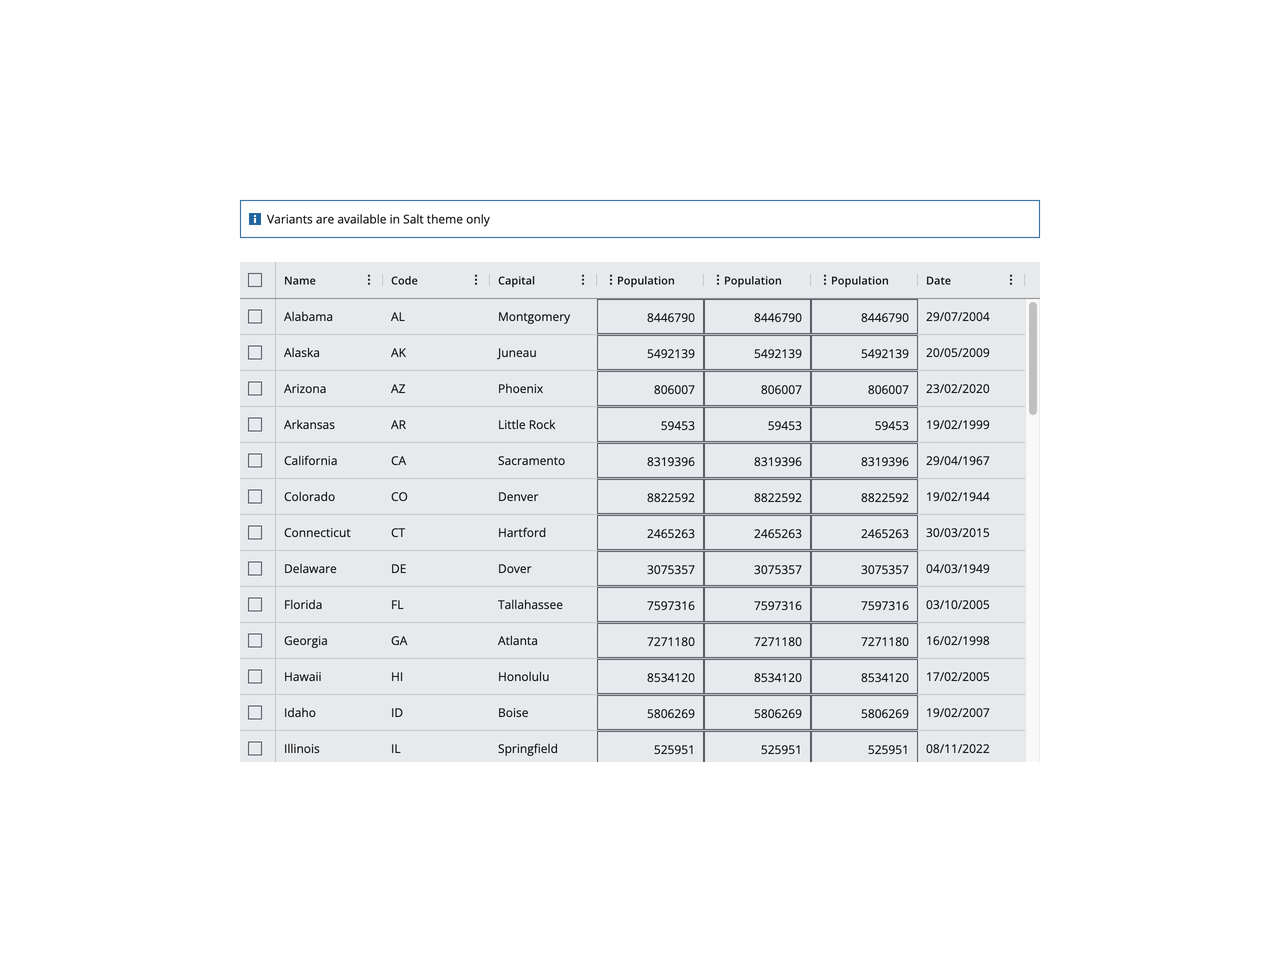 Variants are available in Salt theme only
Name Code Capital Population Population Population Date
Alabama AL Montgomery 8446790 8446790 8446790 29/07/2004
Alaska AK Juneau 5492139 5492139 5492139 20/05/2009
Arizona AZ Phoenix 806007 806007 806007 23/02/2020
Arkansas AR Little Rock 59453 59453 59453 19/02/1999
California CA Sacramento 8319396 8319396 8319396 29/04/1967
Colorado CO Denver 8822592 8822592 8822592 19/02/1944
Connecticut CT Hartford 2465263 2465263 2465263 30/03/2015
Delaware DE Dover 3075357 3075357 3075357 04/03/1949
Florida FL Tallahassee 7597316 7597316 7597316 03/10/2005
Georgia GA Atlanta 7271180 7271180 7271180 16/02/1998
Hawaii HI Honolulu 8534120 8534120 8534120 17/02/2005
Idaho ID Boise 5806269 5806269 5806269 19/02/2007
Illinois IL Springfield 525951 525951 525951 08/11/2022